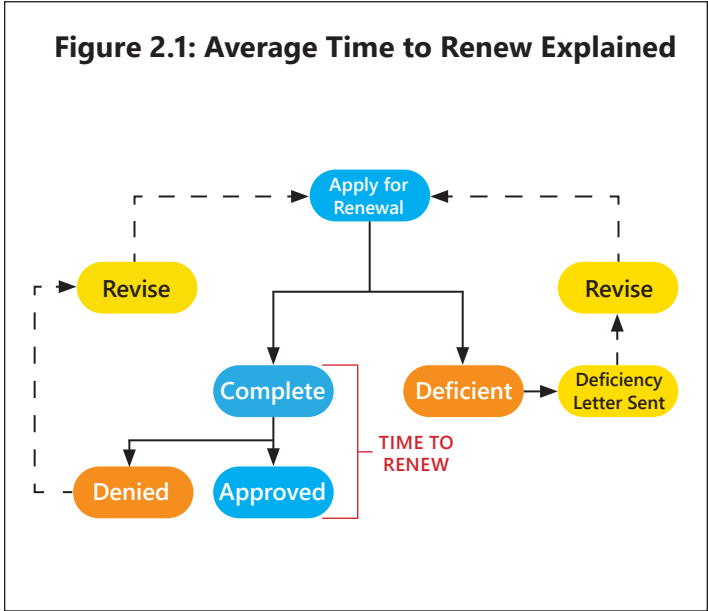 Figure 2.1: Average Time to Renew Explained
Apply for
Renewal
Revise
Revise
Complete
Deficient
Deficiency
Letter Sent
TIME TO
RENEW
Denied
Approved